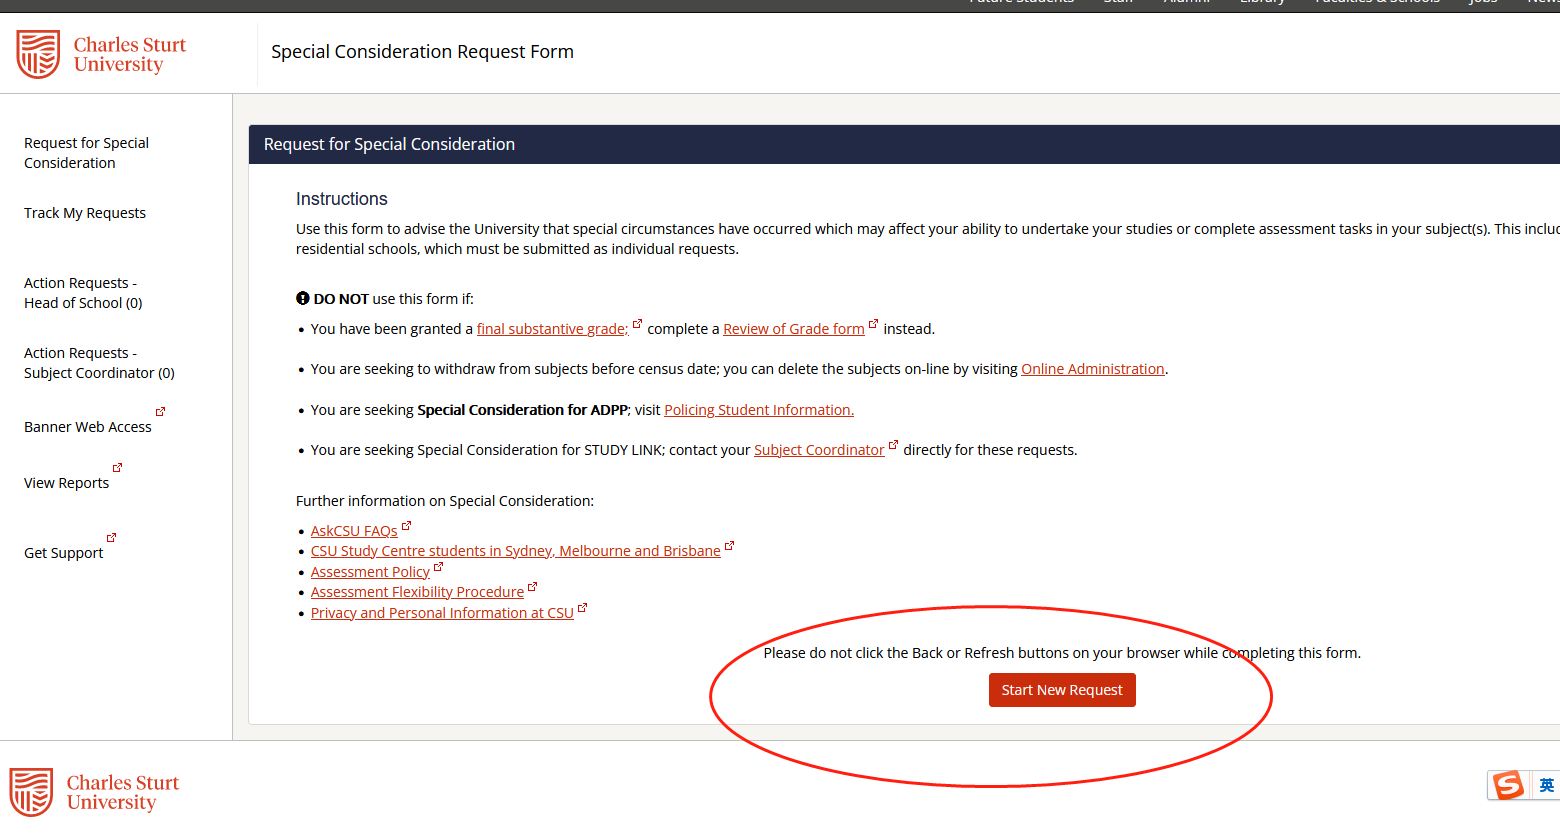 Future Students Staff Alumni Library Faculties & Schools Jobs News
Charles Sturt
University
Special Consideration Request Form
Request for Special
Consideration
Track My Requests
Action Requests -
Head of School (0)
Action Requests -
Subject Coordinator (0)
Banner Web Access
View Reports
Get Support
Request for Special Consideration
Instructions
Use this form to advise the University that special circumstances have occurred which may affect your ability to undertake your studies or complete assessment tasks in your subject(s). This
residential schools, which must be submitted as individual requests.
DO NOT use this form if:
• You have been granted a final substantive grade; complete a Review of Grade form instead.
• You are seeking to withdraw from subjects before census date; you can delete the subjects on-line by visiting Online Administration.
• You are seeking Special Consideration for ADPP; visit Policing Student Information.
• You are seeking Special Consideration for STUDY LINK; contact your Subject Coordinator directly for these requests.
Further information on Special Consideration:
• AskCSU FAQs
• CSU Study Centre students in Sydney, Melbourne and Brisbane
• Assessment Policy
• Assessment Flexibility Procedure
• Privacy and Personal Information at CSU
Please do not click the Back or Refresh buttons on your browser while completing this form.
Start New Request
Charles Sturt
University
S 英